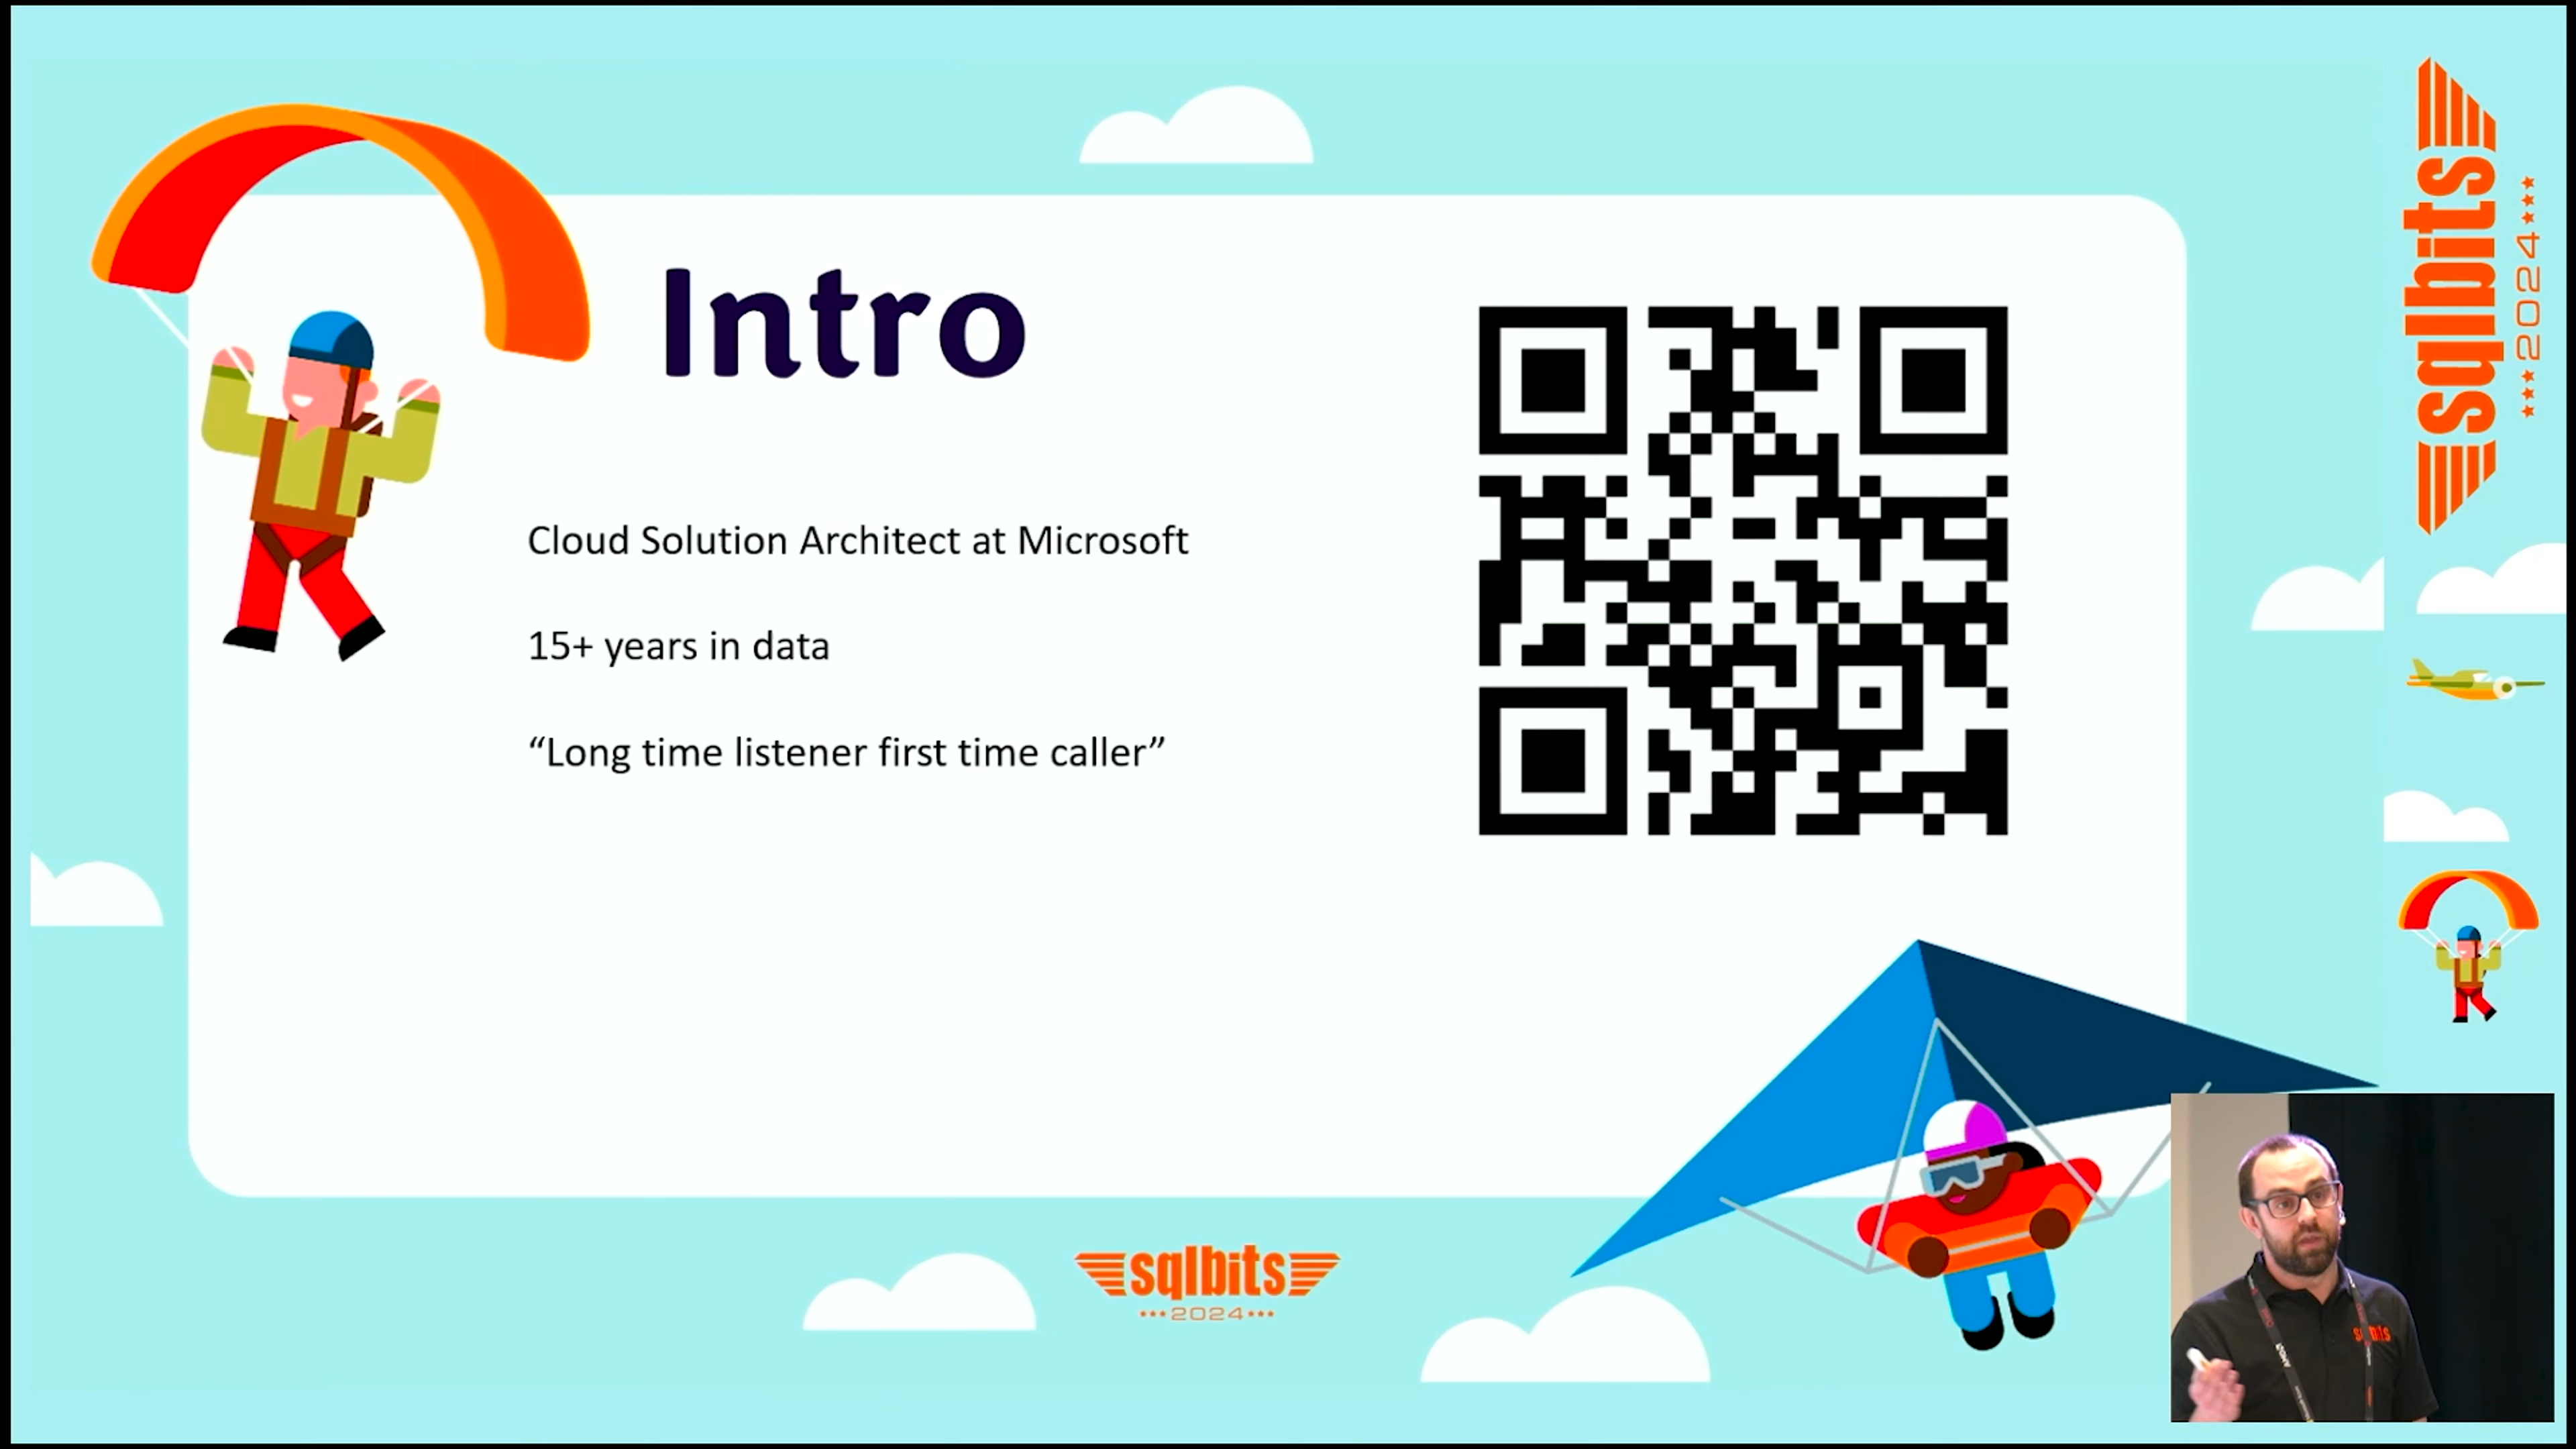 Intro
Cloud Solution Architect at Microsoft
15+ years in data
“Long time listener first time caller”
sqlbits
2024
sqlbits
2024